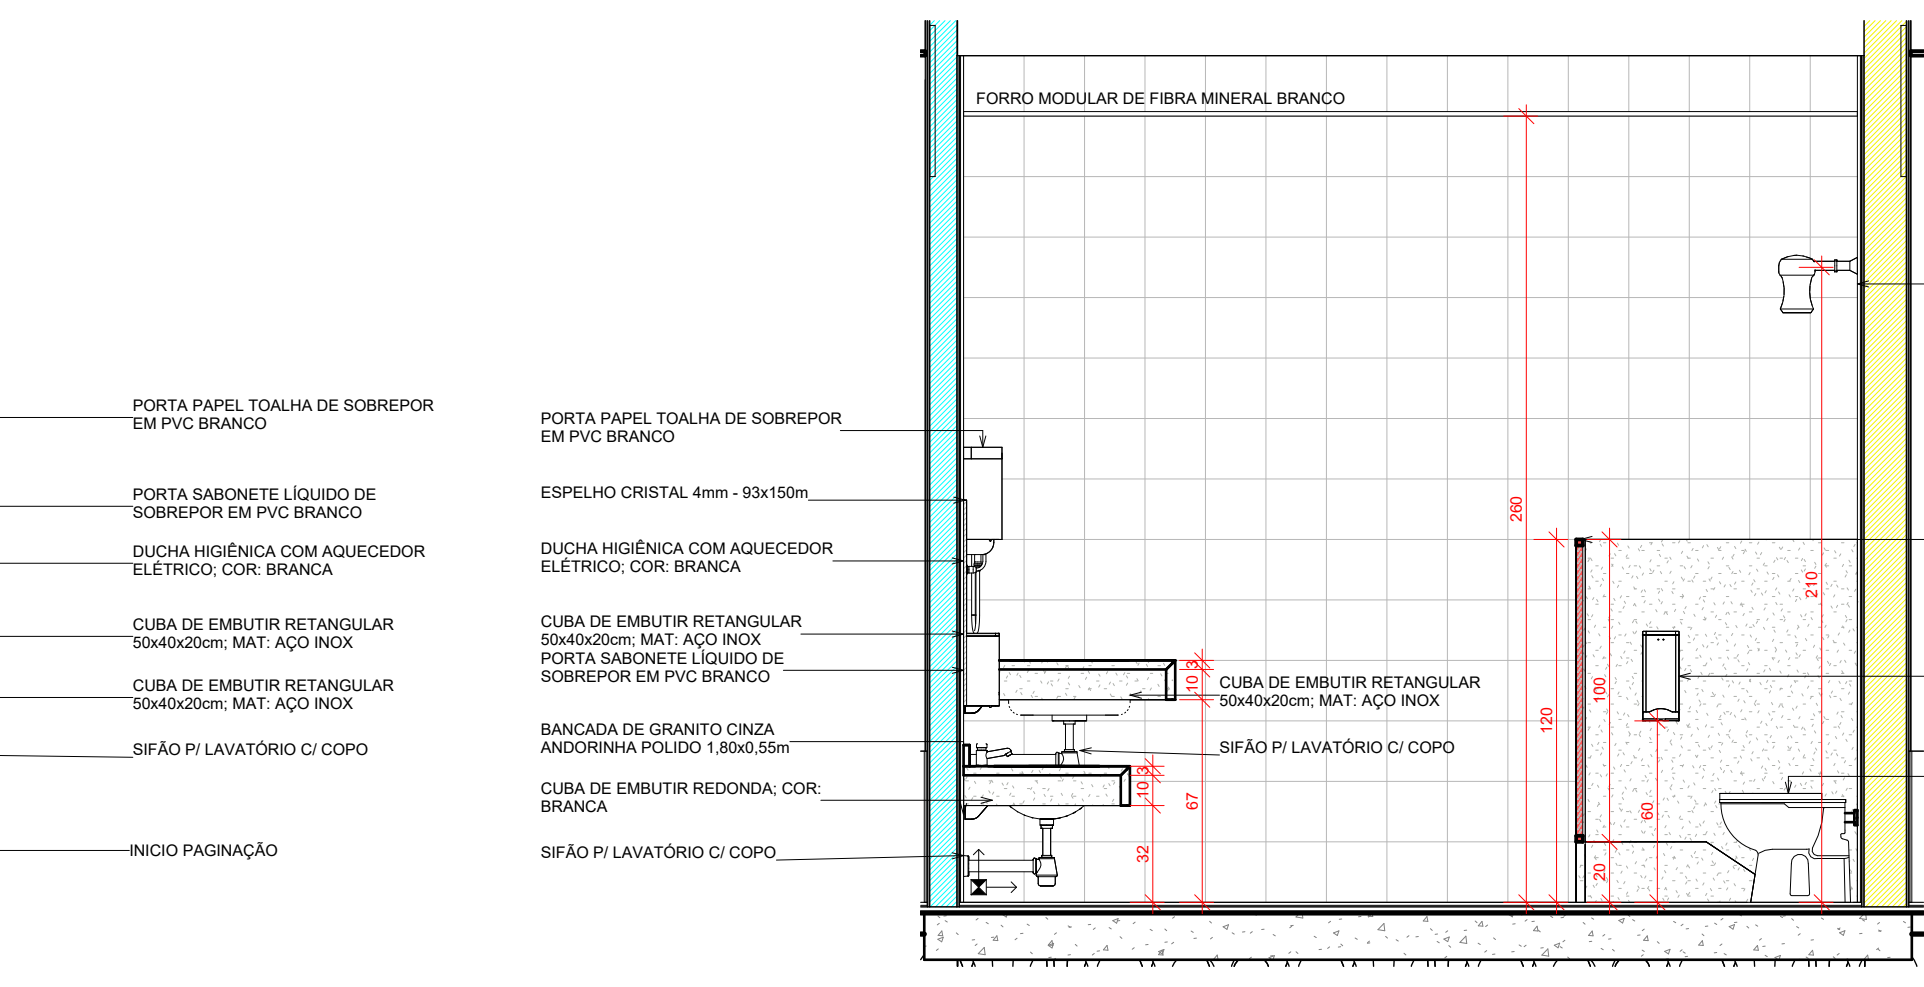 FORRO MODULAR DE FIBRA MINERAL BRANCO
PORTA PAPEL TOALHA DE SOBREPOR
EM PVC BRANCO
PORTA SABONETE LÍQUIDO DE
SOBREPOR EM PVC BRANCO
DUCHA HIGIÊNICA COM AQUECEDOR
ELÉTRICO; COR: BRANCA
CUBA DE EMBUTIR RETANGULAR
50x40x20cm; MAT: AÇO INOX
CUBA DE EMBUTIR RETANGULAR
50x40x20cm; MAT: AÇO INOX
SIFÃO P/ LAVATÓRIO C/ COPO
INICIO PAGINAÇÃO
PORTA PAPEL TOALHA DE SOBREPOR
EM PVC BRANCO
ESPELHO CRISTAL 4mm - 93x150m
DUCHA HIGIÊNICA COM AQUECEDOR
ELÉTRICO; COR: BRANCA
CUBA DE EMBUTIR RETANGULAR
50x40x20cm; MAT: AÇO INOX
PORTA SABONETE LÍQUIDO DE
SOBREPOR EM PVC BRANCO
BANCADA DE GRANITO CINZA
ANDORINHA POLIDO 1,80x0,55m
CUBA DE EMBUTIR REDONDA; COR:
BRANCA
SIFÃO P/ LAVATÓRIO C/ COPO
CUBA DE EMBUTIR RETANGULAR
50x40x20cm; MAT: AÇO INOX
SIFÃO P/ LAVATÓRIO C/ COPO
3
10
67
3
10
32
260
120
100
20
60
210